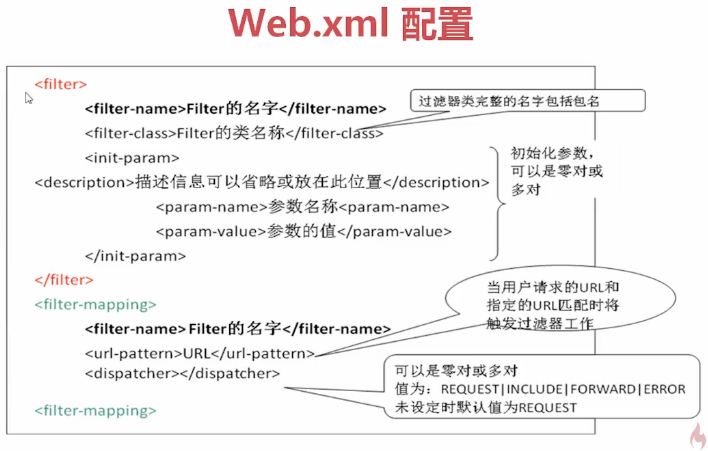 Web.xml 配置
<filter>
<filter-name>Filter的名字</filter-name>
过滤器类完整的名字包括包名
<filter-class>Filter的类名称</filter-class>
<init-param>
初始化参数，
可以是零对或
多对
<description>描述信息可以省略或放在此位置</description>
<param-name>参数名称<param-name>
<param-value>参数的值</param-value>
</init-param>
</filter>
<filter-mapping>
当用户请求的URL和
指定的URL匹配时将
触发过滤器工作
<filter-name>Filter的名字</filter-name>
<url-pattern>URL</url-pattern>
<dispatcher></dispatcher>
可以是零对或多对
值为：REQUEST|INCLUDE|FORWARD|ERROR
未设定时默认值为REQUEST
<filter-mapping>